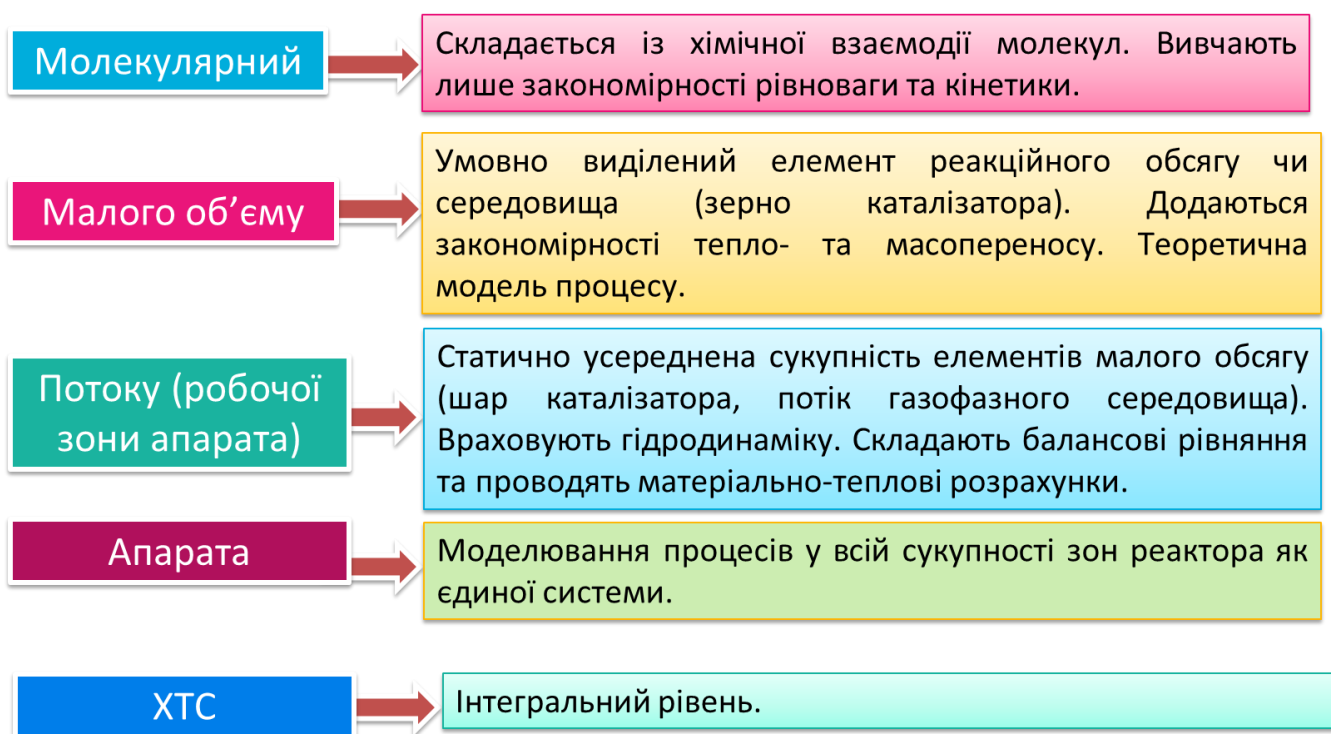 Молекулярний
Складається із хімічної взаємодії молекул. Вивчають
лише закономірності рівноваги та кінетики.
Малого об’єму
Умовно виділений елемент реакційного обсягу чи
середовища (зерно каталізатора). Додаються
закономірності тепло- та масопереносу. Теоретична
модель процесу.
Потоку (робочої
зони апарата)
Статично усереднена сукупність елементів малого обсягу
(шар каталізатора, потік газофазного середовища).
Враховують гідродинаміку. Складають балансові рівняння
та проводять матеріально-теплові розрахунки.
Апарата
Моделювання процесів у всій сукупності зон реактора як
єдиної системи.
ХТС
Інтегральний рівень.